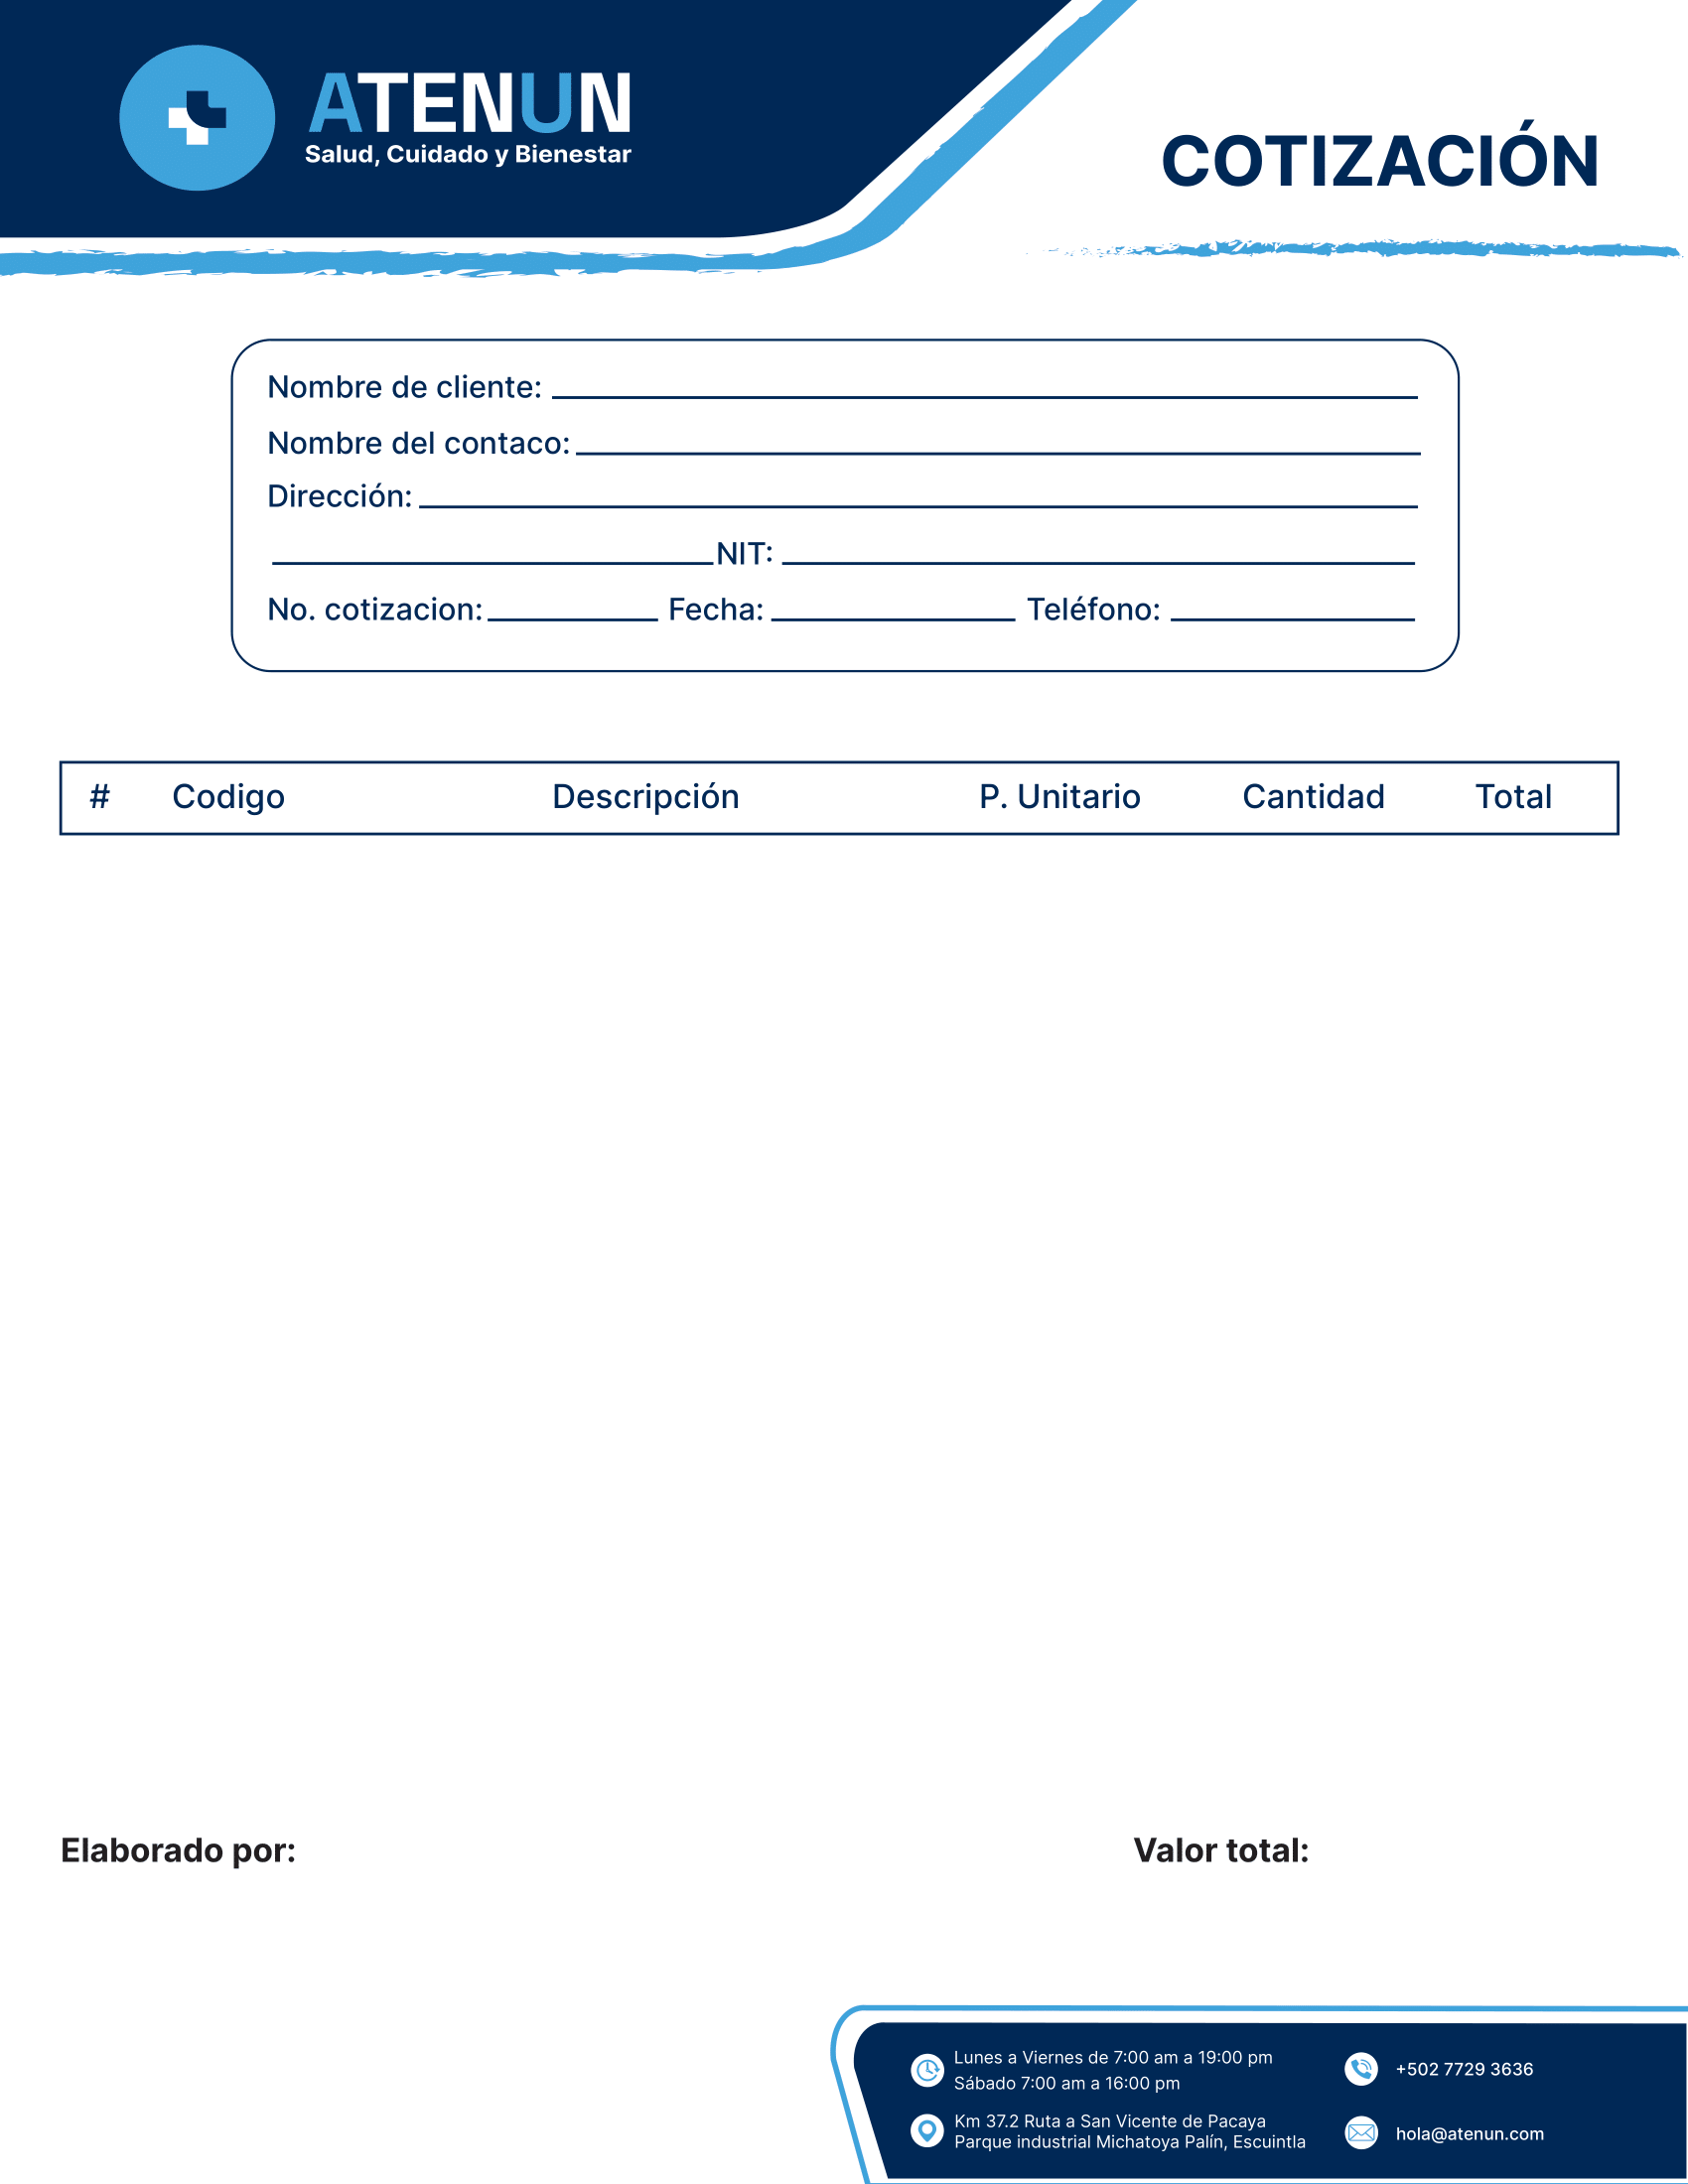 ATENUN
Salud, Cuidado y Bienestar
COTIZACIÓN
Nombre de cliente:
Nombre del contaco:
Dirección:
NIT:
No. cotizacion: Fecha: Teléfono:
# Codigo Descripción P. Unitario Cantidad Total
Elaborado por: Valor total:
Lunes a Viernes de 7:00 am a 19:00 pm
Sábado 7:00 am a 16:00 pm
+502 7729 3636
Km 37.2 Ruta a San Vicente de Pacaya
Parque industrial Michatoya Palín, Escuintla
hola@atenun.com